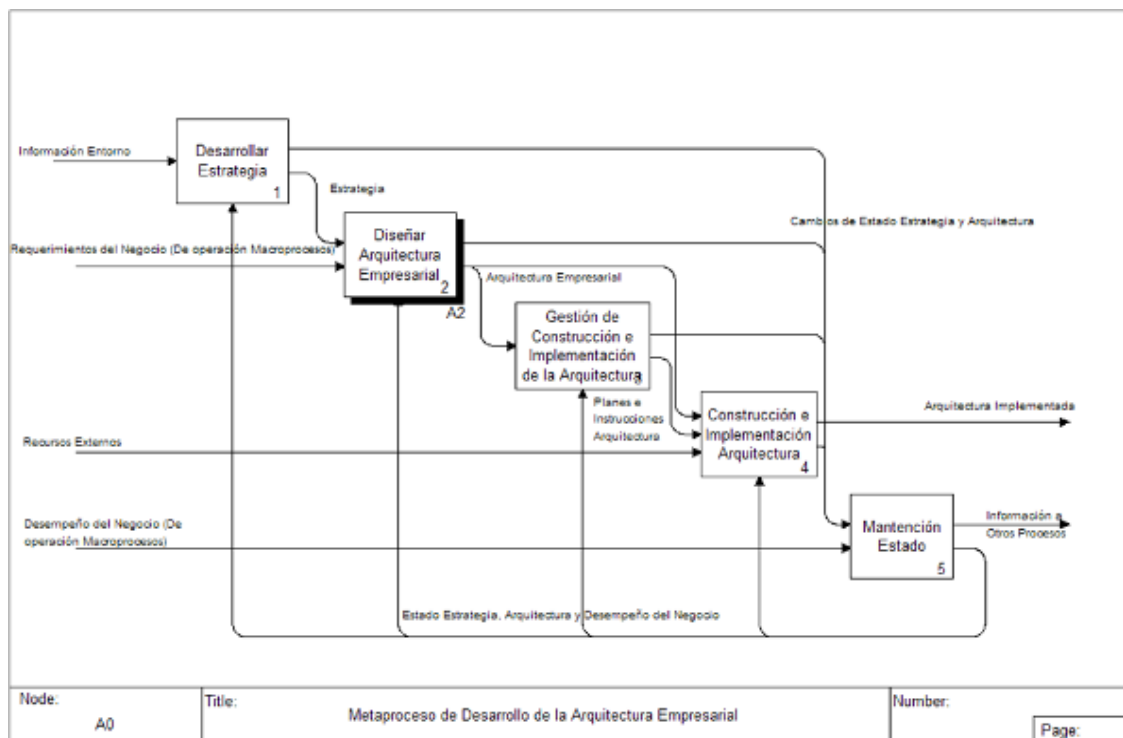 Información Entorno
Desarrollar
Estrategia
1
Estrategia
Cambios de Estado Estrategia y Arquitectura
Requerimientos del Negocio (De operación Macroprocesos)
Diseñar
Arquitectura
Empresarial
2
A2
Arquitectura Empresarial
Gestión de
Construcción e
Implementación
de la Arquitectura
3
Planes e
Instrucciones
Arquitectura
Construcción e
Implementación
Arquitectura
4
Arquitectura Implementada
Recursos Externos
Desempeño del Negocio (De
operación Macroprocesos)
Mantención
Estado
5
Información a
Otros Procesos
Estado Estrategia, Arquitectura y Desempeño del Negocio
Node:
A0
Title:
Metaproceso de Desarrollo de la Arquitectura Empresarial
Number:
Page: